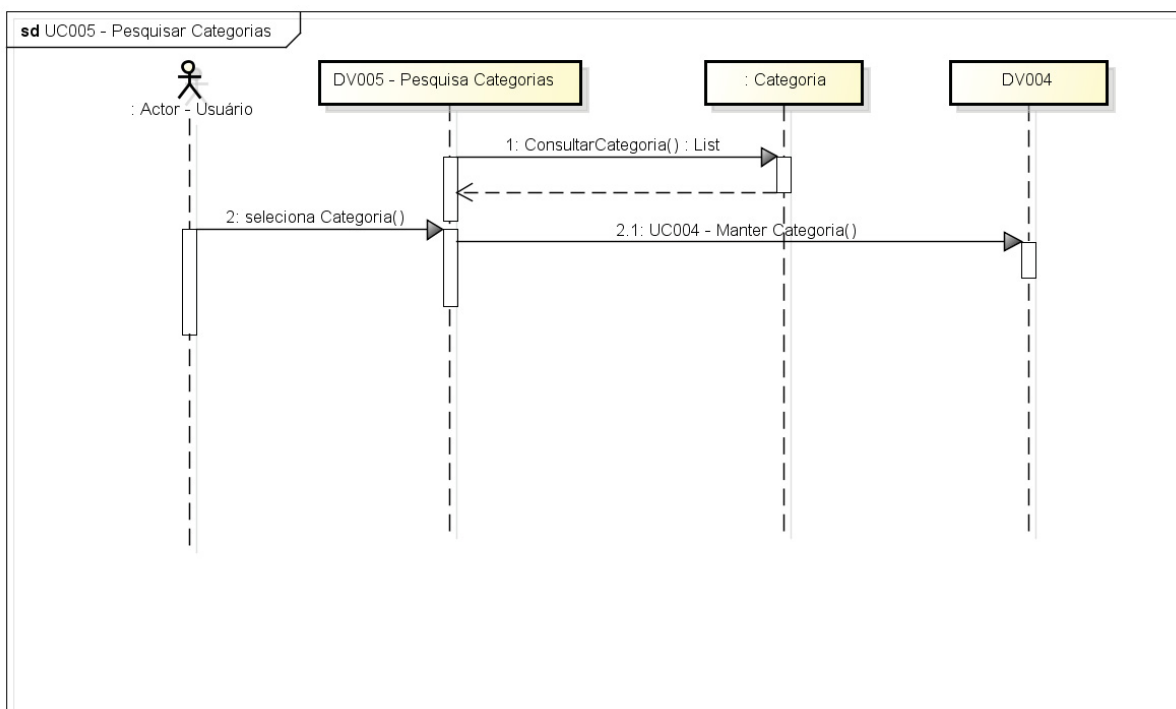 sd UC005 - Pesquisar Categorias
: Actor - Usuário
DV005 - Pesquisa Categorias
: Categoria
DV004
1: ConsultarCategoria() : List
2: seleciona Categoria()
2.1: UC004 - Manter Categoria()